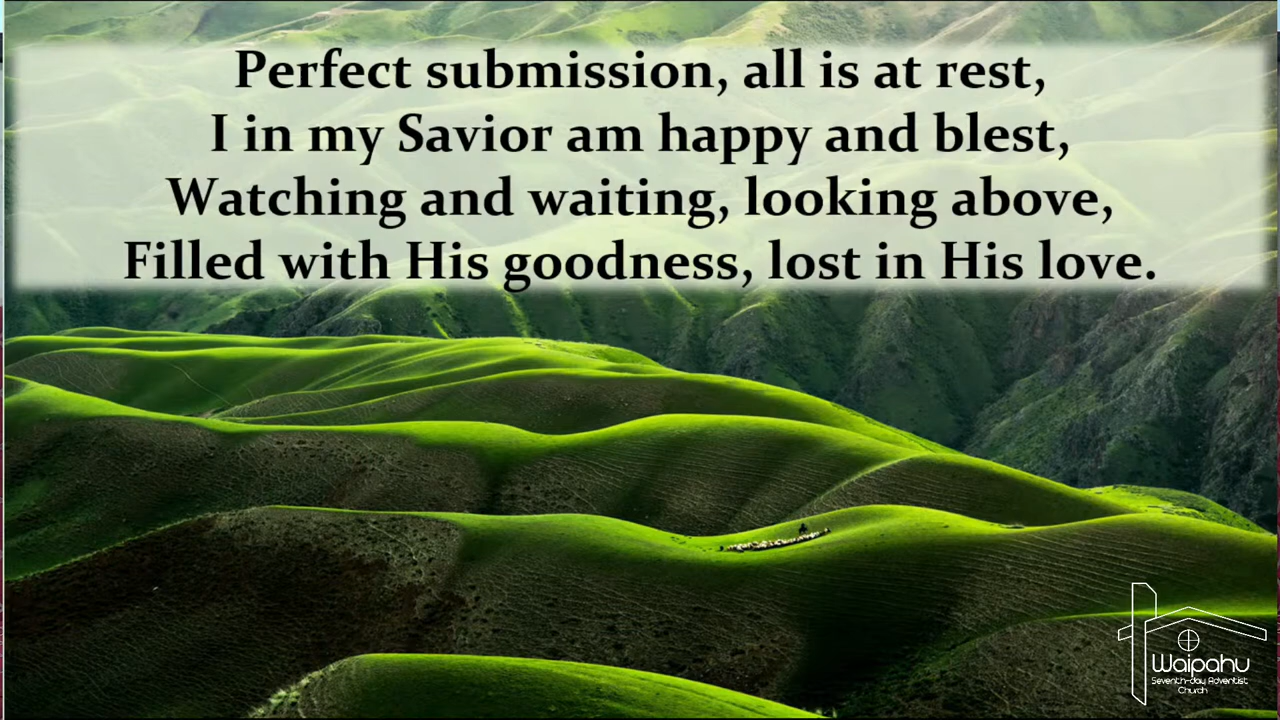 Perfect submission, all is at rest,
I in my Savior am happy and blest,
Watching and waiting, looking above,
Filled with His goodness, lost in His love.
Waipahu
Seventh-day Adventist
Church